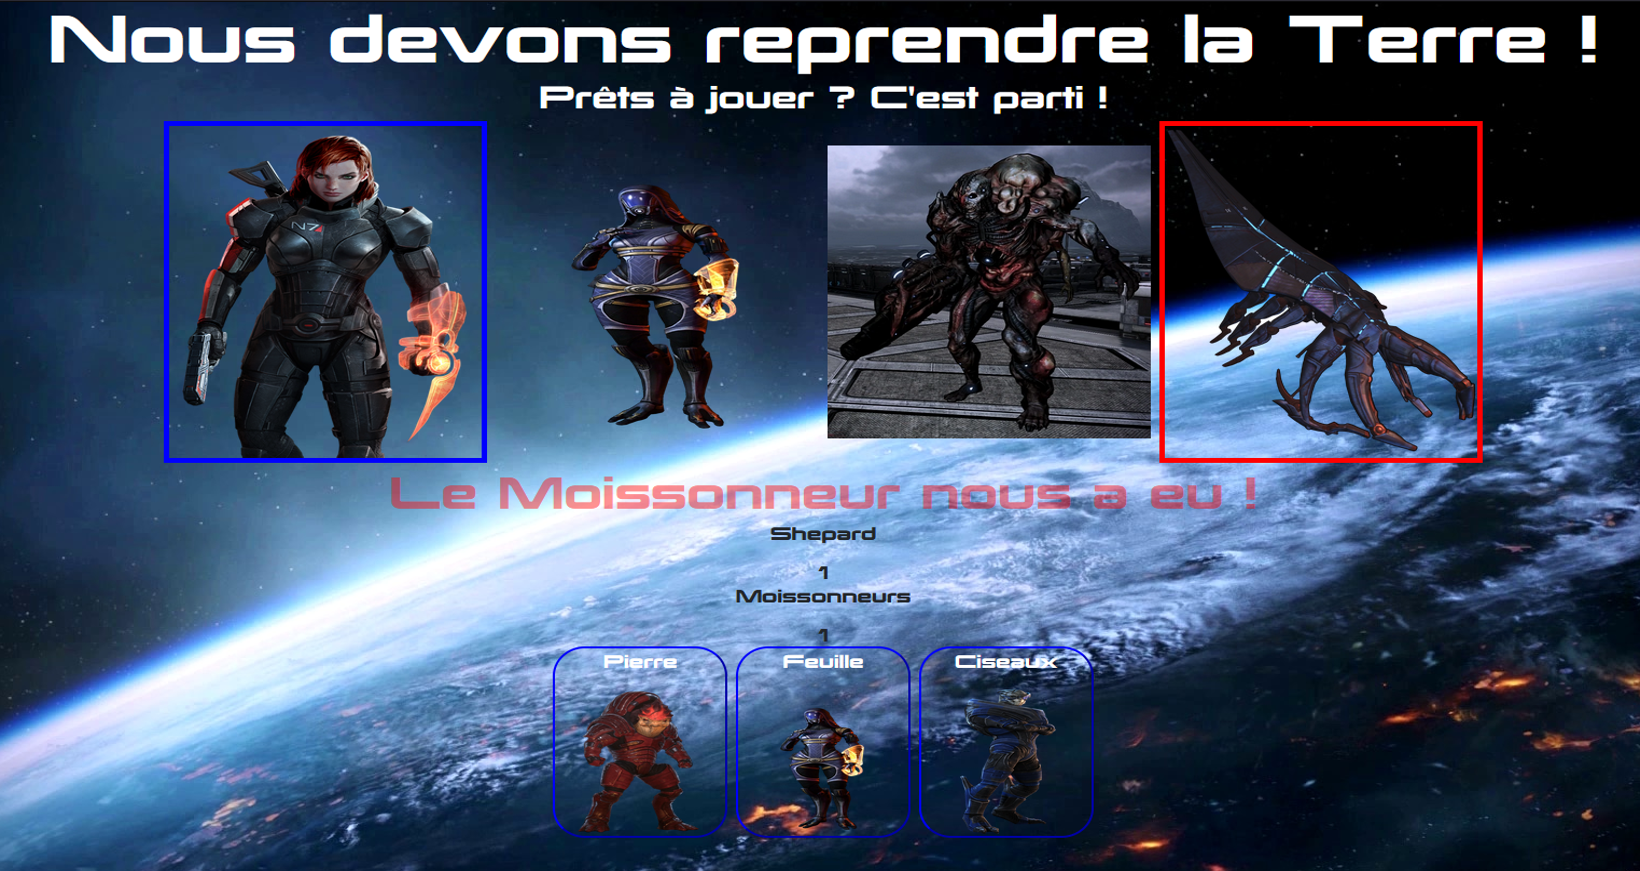 Nous devons reprendre la Terre !
Prêts à jouer ? C'est parti !
N7
Le Moissonneur nous a eu !
Shepard
1
Moissonneurs
1
Pierre
Feuille
Ciseaux